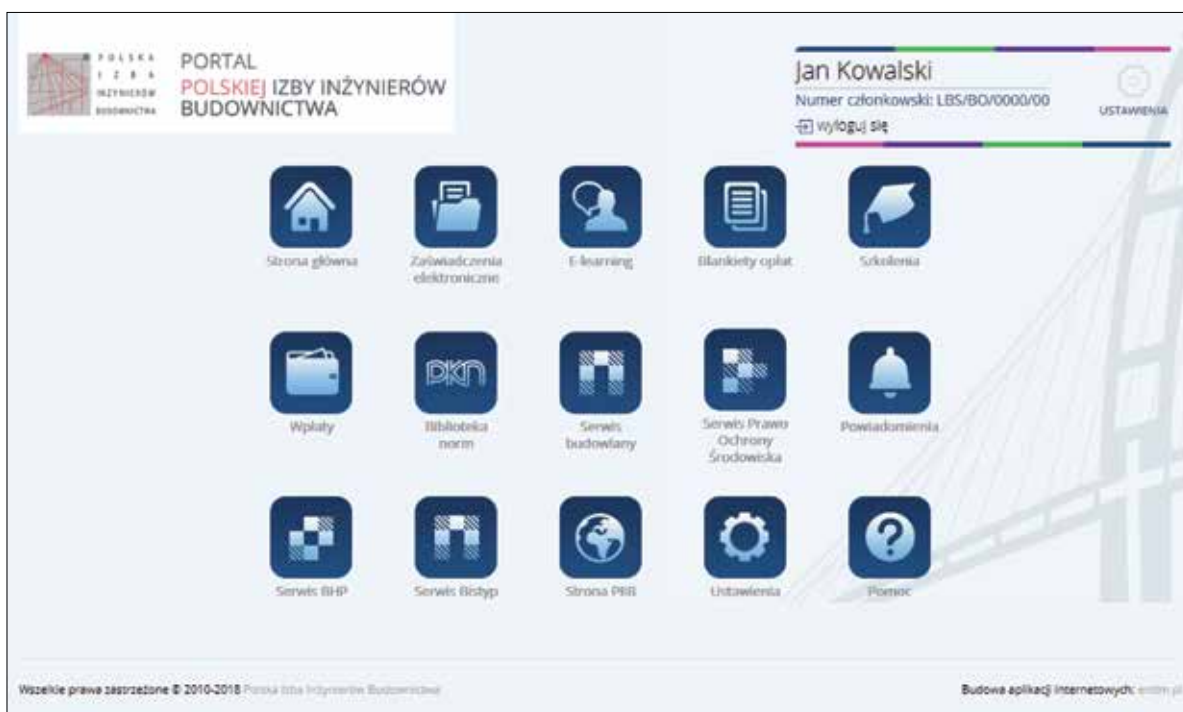 POLSKA
IZBA
INŻYNIERÓW
BUDOWNICTWA
PORTAL
POLSKIEJ IZBY INŻYNIERÓW
BUDOWNICTWA
Jan Kowalski
Numer członkowski: LBS/BO/0000/00
wyloguj się
USTAWIENIA
Strona główna
Zaświadczenia
elektroniczne
E-learning
Blankiety opłat
Szkolenia
Wpłaty
PKN
Biblioteka
norm
Serwis
budowlany
Serwis Prawo
Ochrony
Środowiska
Powiadomienia
Serwis BHP
Serwis Bistyp
Strona PIIB
Ustawienia
Pomoc
Wszelkie prawa zastrzeżone © 2010-2018 Polska Izba Inżynierów Budownictwa
Budowa aplikacji internetowych: